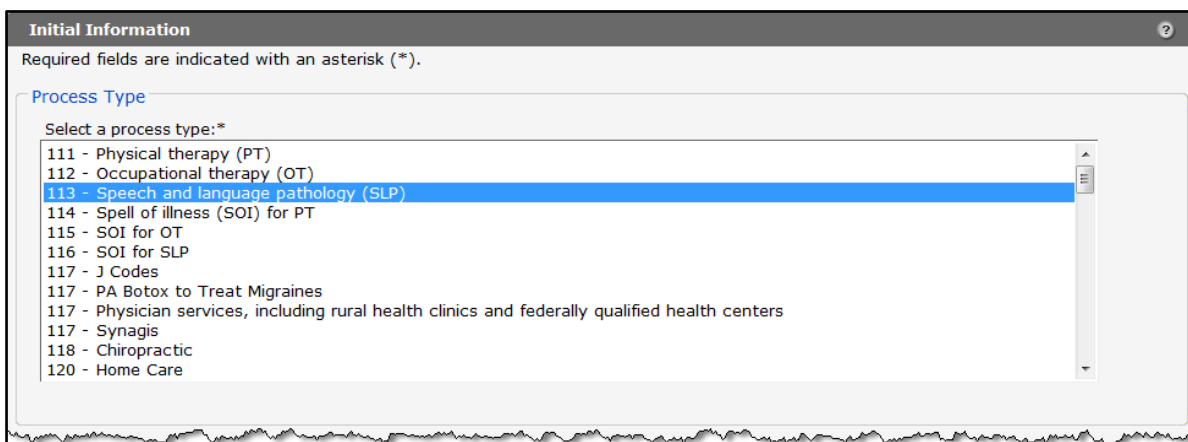 Initial Information
?
Required fields are indicated with an asterisk (*).
Process Type
Select a process type:*
111 - Physical therapy (PT)
112 - Occupational therapy (OT)
113 - Speech and language pathology (SLP)
114 - Spell of illness (SOI) for PT
115 - SOI for OT
116 - SOI for SLP
117 - J Codes
117 - PA Botox to Treat Migraines
117 - Physician services, including rural health clinics and federally qualified health centers
117 - Synagis
118 - Chiropractic
120 - Home Care